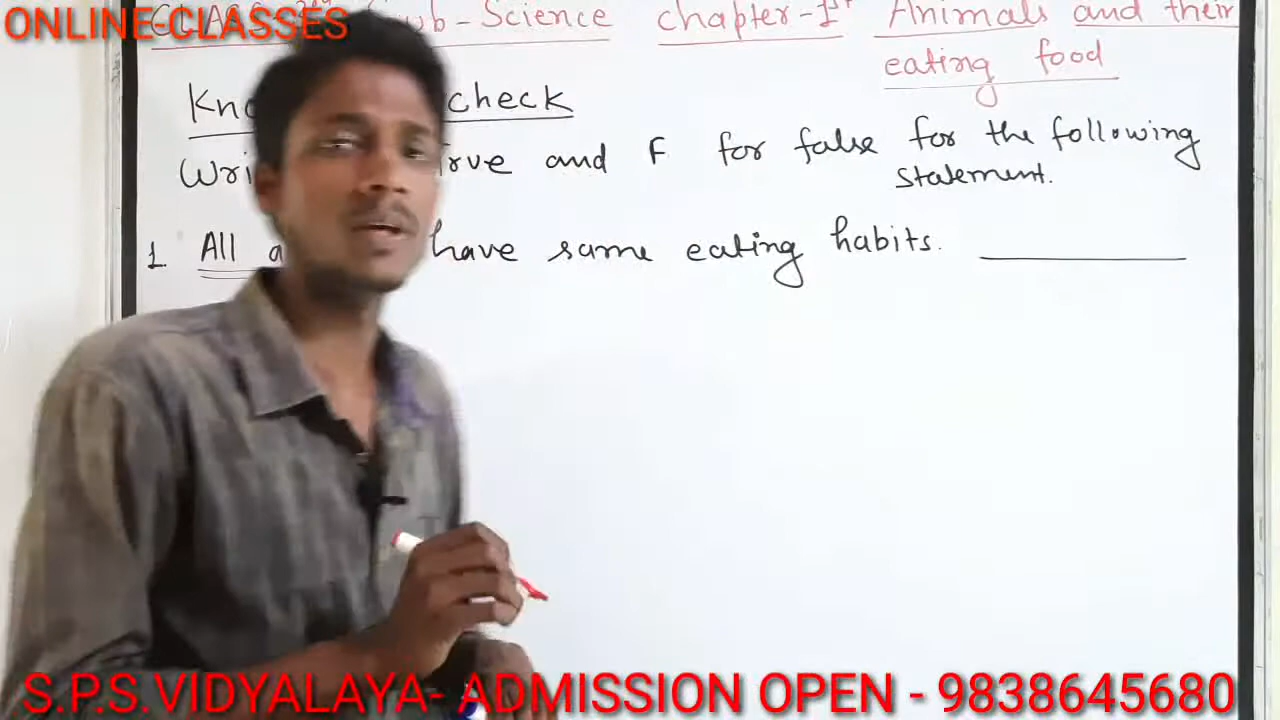 ONLINE-CLASSES
Sub-Science chapter-1st Animals and their
eating food
check
and F for false for the following
statement.
1. All have same eating habits.
S.P.S.VIDYALAYA- ADMISSION OPEN - 9838645680